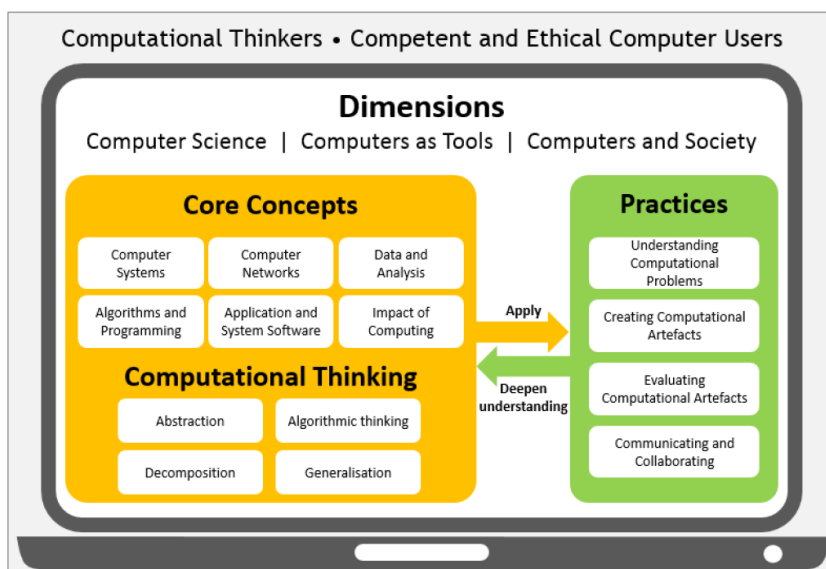 Computational Thinkers • Competent and Ethical Computer Users
Dimensions
Computer Science | Computers as Tools | Computers and Society
Core Concepts
Computer
Systems
Computer
Networks
Data and
Analysis
Algorithms and
Programming
Application and
System Software
Impact of
Computing
Computational Thinking
Abstraction
Algorithmic thinking
Decomposition
Generalisation
Apply
Deepen
understanding
Practices
Understanding
Computational
Problems
Creating Computational
Artefacts
Evaluating
Computational Artefacts
Communicating and
Collaborating